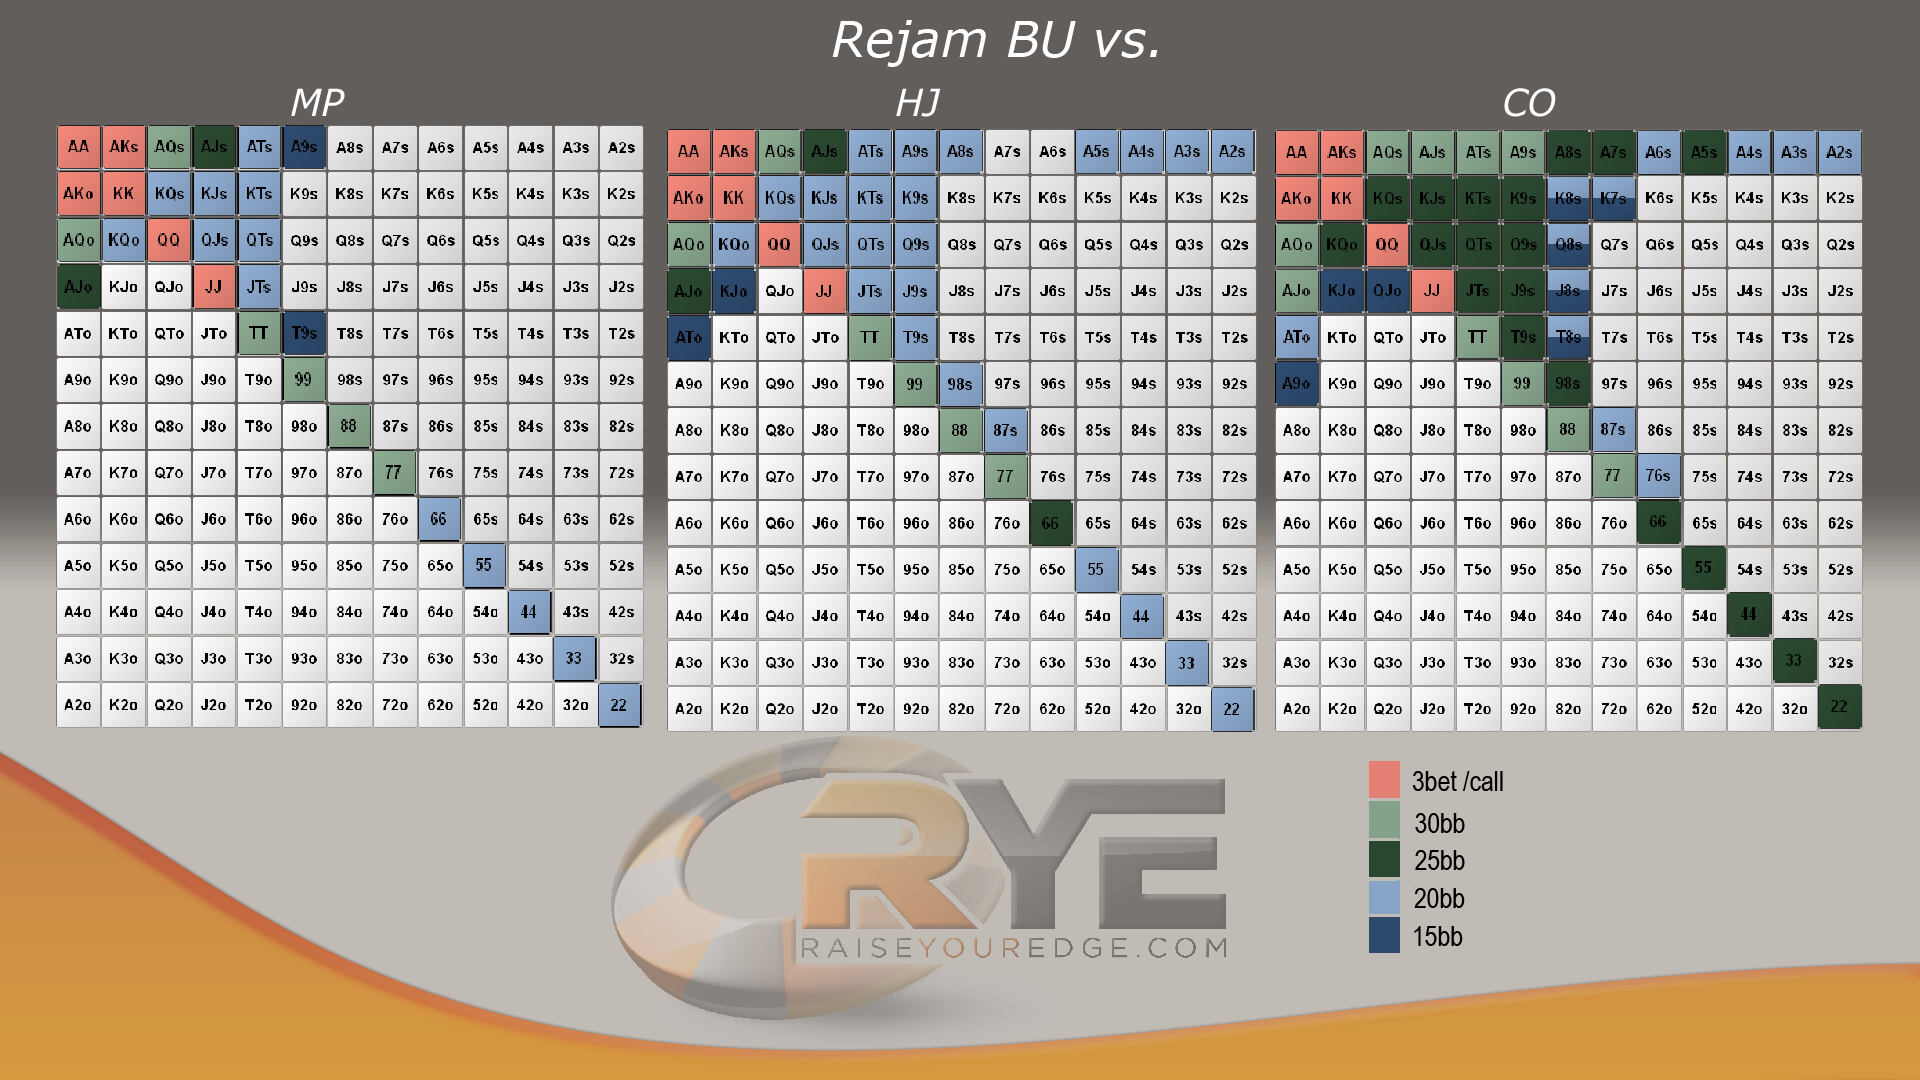 Rejam BU vs.
MP
AA AKs AQs AJs ATs A9s A8s A7s A6s A5s A4s A3s A2s
AKo KK KQs KJs KTs K9s K8s K7s K6s K5s K4s K3s K2s
AQo KQo QQ QJs QTs Q9s Q8s Q7s Q6s Q5s Q4s Q3s Q2s
AJo KJo QJo JJ JTs J9s J8s J7s J6s J5s J4s J3s J2s
ATo KTo QTo JTo TT T9s T8s T7s T6s T5s T4s T3s T2s
A9o K9o Q9o J9o T9o 99 98s 97s 96s 95s 94s 93s 92s
A8o K8o Q8o J8o T8o 98o 88 87s 86s 85s 84s 83s 82s
A7o K7o Q7o J7o T7o 97o 87o 77 76s 75s 74s 73s 72s
A6o K6o Q6o J6o T6o 96o 86o 76o 66 65s 64s 63s 62s
A5o K5o Q5o J5o T5o 95o 85o 75o 65o 55 54s 53s 52s
A4o K4o Q4o J4o T4o 94o 84o 74o 64o 54o 44 43s 42s
A3o K3o Q3o J3o T3o 93o 83o 73o 63o 53o 43o 33 32s
A2o K2o Q2o J2o T2o 92o 82o 72o 62o 52o 42o 32o 22
HJ
AA AKs AQs AJs ATs A9s A8s A7s A6s A5s A4s A3s A2s
AKo KK KQs KJs KTs K9s K8s K7s K6s K5s K4s K3s K2s
AQo KQo QQ QJs QTs Q9s Q8s Q7s Q6s Q5s Q4s Q3s Q2s
AJo KJo QJo JJ JTs J9s J8s J7s J6s J5s J4s J3s J2s
ATo KTo QTo JTo TT T9s T8s T7s T6s T5s T4s T3s T2s
A9o K9o Q9o J9o T9o 99 98s 97s 96s 95s 94s 93s 92s
A8o K8o Q8o J8o T8o 98o 88 87s 86s 85s 84s 83s 82s
A7o K7o Q7o J7o T7o 97o 87o 77 76s 75s 74s 73s 72s
A6o K6o Q6o J6o T6o 96o 86o 76o 66 65s 64s 63s 62s
A5o K5o Q5o J5o T5o 95o 85o 75o 65o 55 54s 53s 52s
A4o K4o Q4o J4o T4o 94o 84o 74o 64o 54o 44 43s 42s
A3o K3o Q3o J3o T3o 93o 83o 73o 63o 53o 43o 33 32s
A2o K2o Q2o J2o T2o 92o 82o 72o 62o 52o 42o 32o 22
CO
AA AKs AQs AJs ATs A9s A8s A7s A6s A5s A4s A3s A2s
AKo KK KQs KJs KTs K9s K8s K7s K6s K5s K4s K3s K2s
AQo KQo QQ QJs QTs Q9s Q8s Q7s Q6s Q5s Q4s Q3s Q2s
AJo KJo QJo JJ JTs J9s J8s J7s J6s J5s J4s J3s J2s
ATo KTo QTo JTo TT T9s T8s T7s T6s T5s T4s T3s T2s
A9o K9o Q9o J9o T9o 99 98s 97s 96s 95s 94s 93s 92s
A8o K8o Q8o J8o T8o 98o 88 87s 86s 85s 84s 83s 82s
A7o K7o Q7o J7o T7o 97o 87o 77 76s 75s 74s 73s 72s
A6o K6o Q6o J6o T6o 96o 86o 76o 66 65s 64s 63s 62s
A5o K5o Q5o J5o T5o 95o 85o 75o 65o 55 54s 53s 52s
A4o K4o Q4o J4o T4o 94o 84o 74o 64o 54o 44 43s 42s
A3o K3o Q3o J3o T3o 93o 83o 73o 63o 53o 43o 33 32s
A2o K2o Q2o J2o T2o 92o 82o 72o 62o 52o 42o 32o 22
3bet /call
30bb
25bb
20bb
15bb
RYE
RAISEYOUREDGE.COM